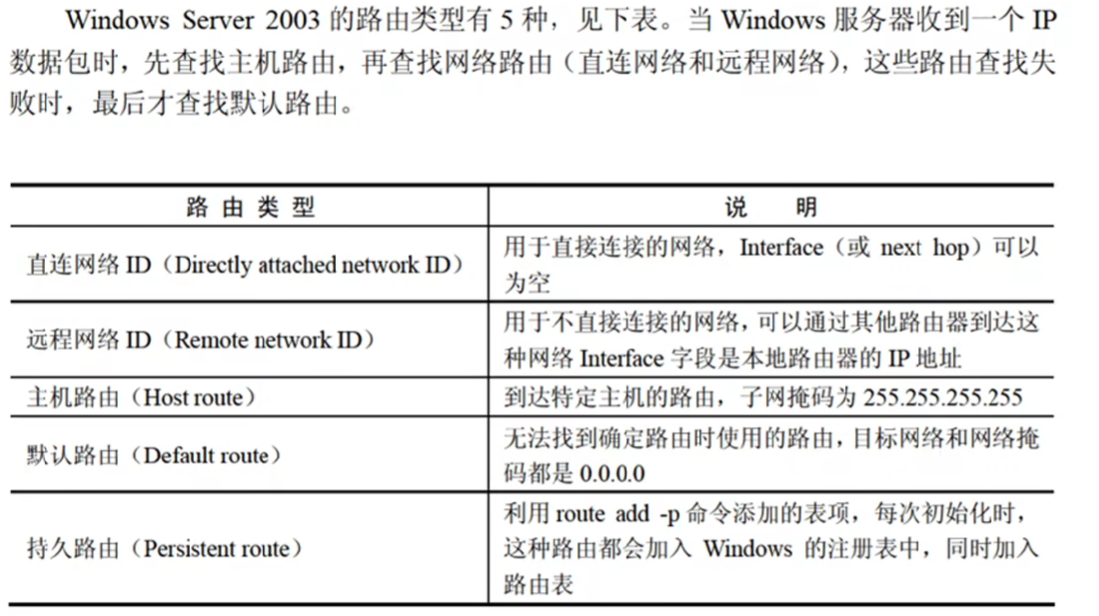 Windows Server 2003 的路由类型有 5 种，见下表。当 Windows 服务器收到一个 IP
数据包时，先查找主机路由，再查找网络路由（直连网络和远程网络），这些路由查找失
败时，最后才查找默认路由。
路 由 类 型
说 明
直连网络 ID（Directly attached network ID）
用于直接连接的网络，Interface（或 next hop）可以
为空
远程网络 ID（Remote network ID）
用于不直接连接的网络，可以通过其他路由器到达这
种网络 Interface 字段是本地路由器的 IP 地址
主机路由（Host route）
到达特定主机的路由，子网掩码为 255.255.255.255
默认路由（Default route）
无法找到确定路由时使用的路由，目标网络和网络掩
码都是 0.0.0.0
持久路由（Persistent route）
利用 route add -p 命令添加的表项，每次初始化时，
这种路由都会加入 Windows 的注册表中，同时加入
路由表